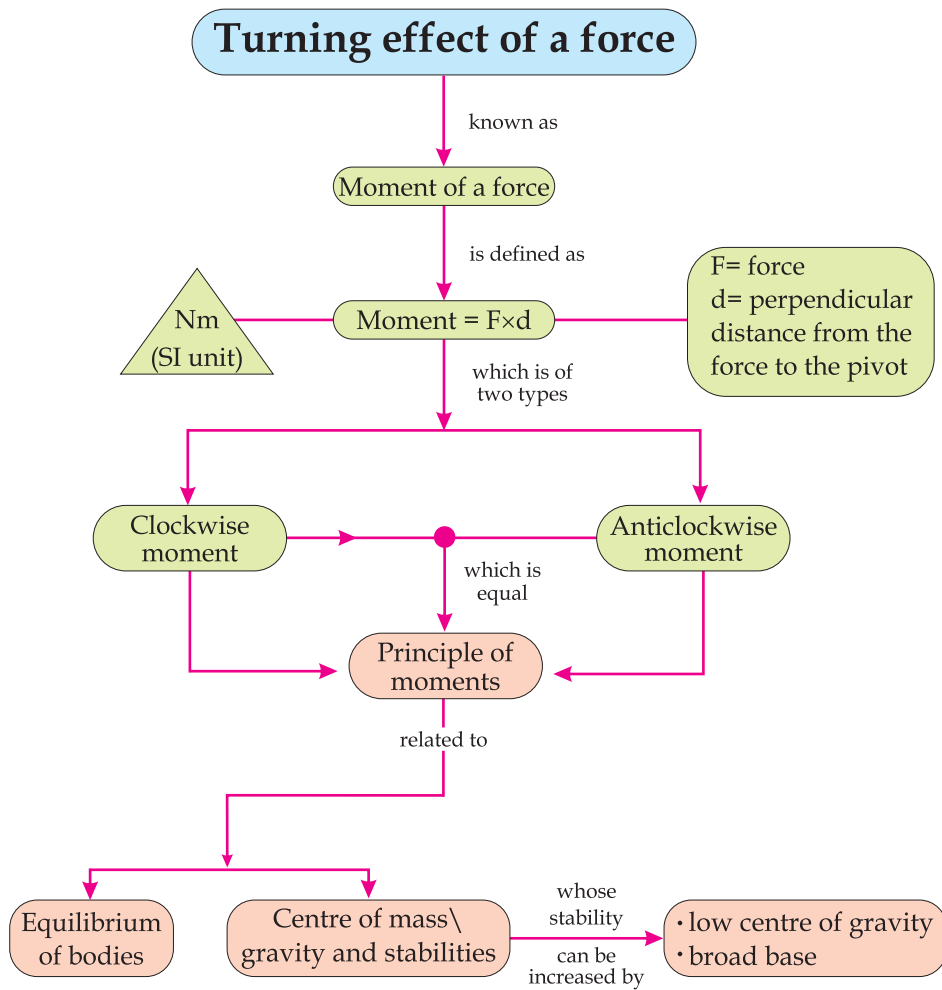 Turning effect of a force
known as
Moment of a force
is defined as
Nm
(SI unit)
Moment = F×d
F= force
d= perpendicular
distance from the
force to the pivot
which is of
two types
Clockwise
moment
Anticlockwise
moment
which is
equal
Principle of
moments
related to
Equilibrium
of bodies
Centre of mass\
gravity and stabilities
whose
stability
can be
increased by
· low centre of gravity
· broad base